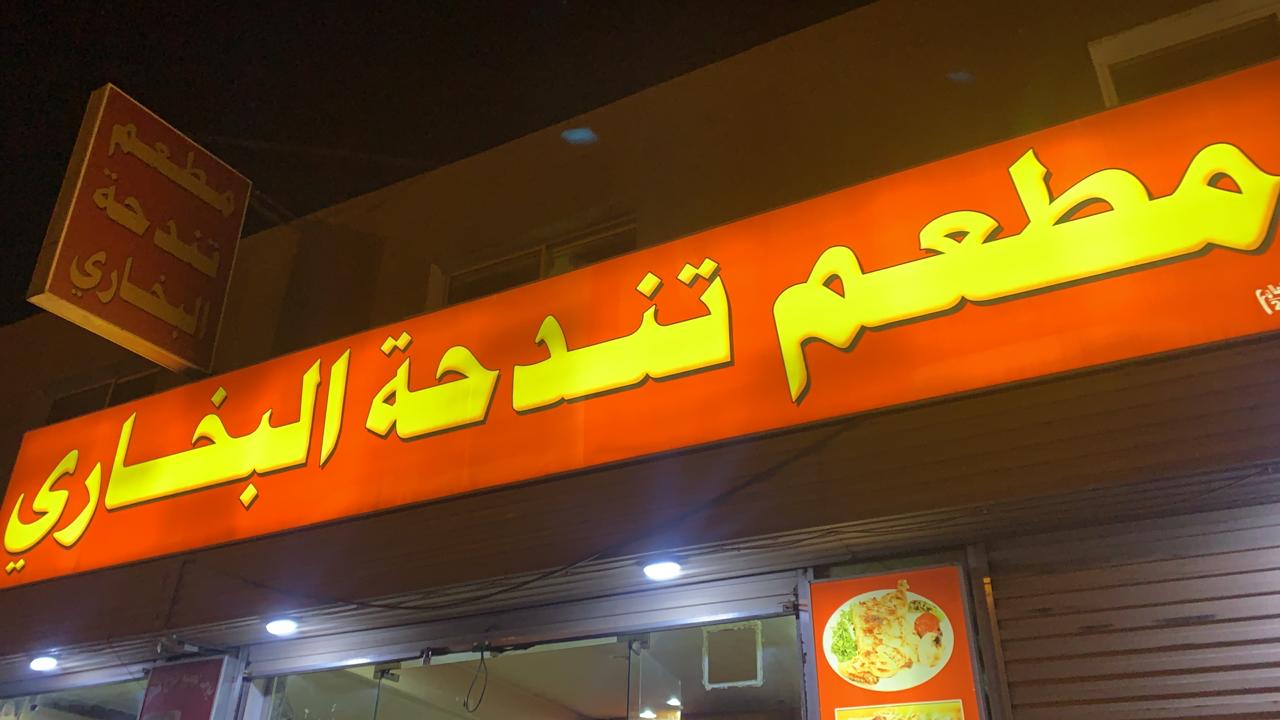 مطعم تندحة البخاري
مطعم
تندحة
البخاري